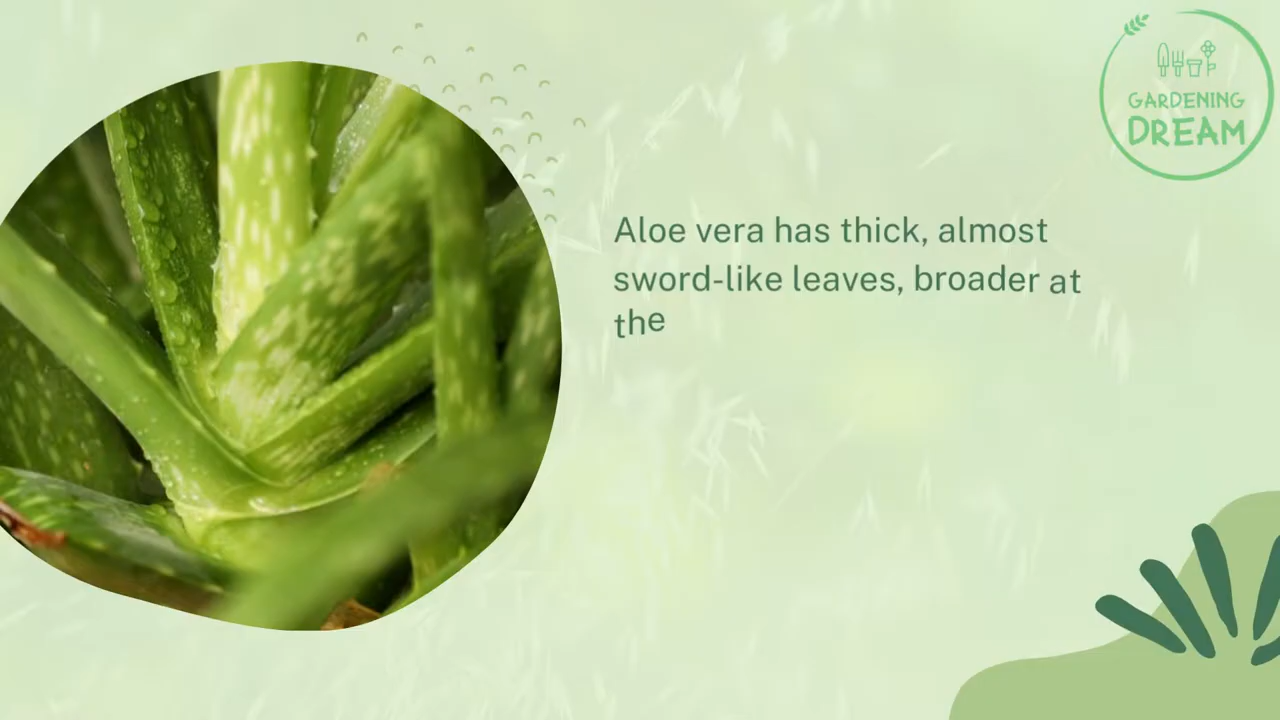 GARDENING
DREAM
Aloe vera has thick, almost
sword-like leaves, broader at
the